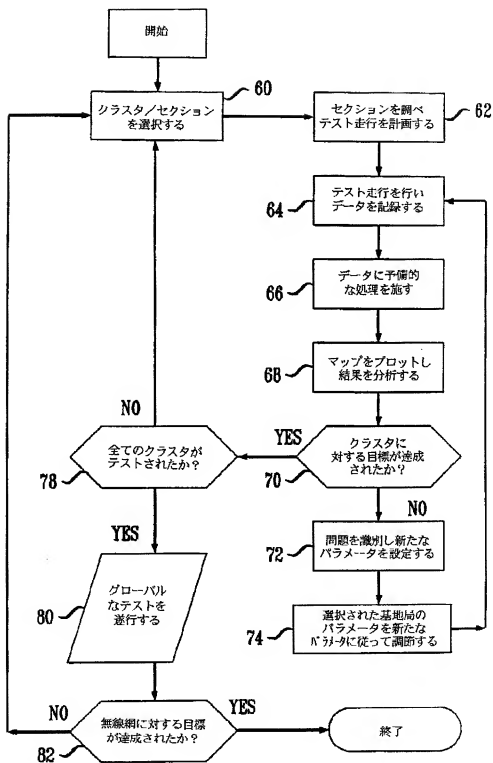 開始
60
クラスタ／セクション
を選択する
セクションを調べ
テスト走行を計画する
62
テスト走行を行い
データを記録する
64
データに予備的
な処理を施す
66
マップをプロットし
結果を分析する
68
クラスタに
対する目標が達成
されたか？
70
YES
NO
全てのクラスタが
テストされたか？
78
NO
YES
問題を識別し新たな
パラメータを設定する
72
選択された基地局の
パラメータを新たな
パラメータに従って調節する
74
グローバル
なテストを
遂行する
80
無線網に対する目標
が達成されたか？
82
NO
YES
終了